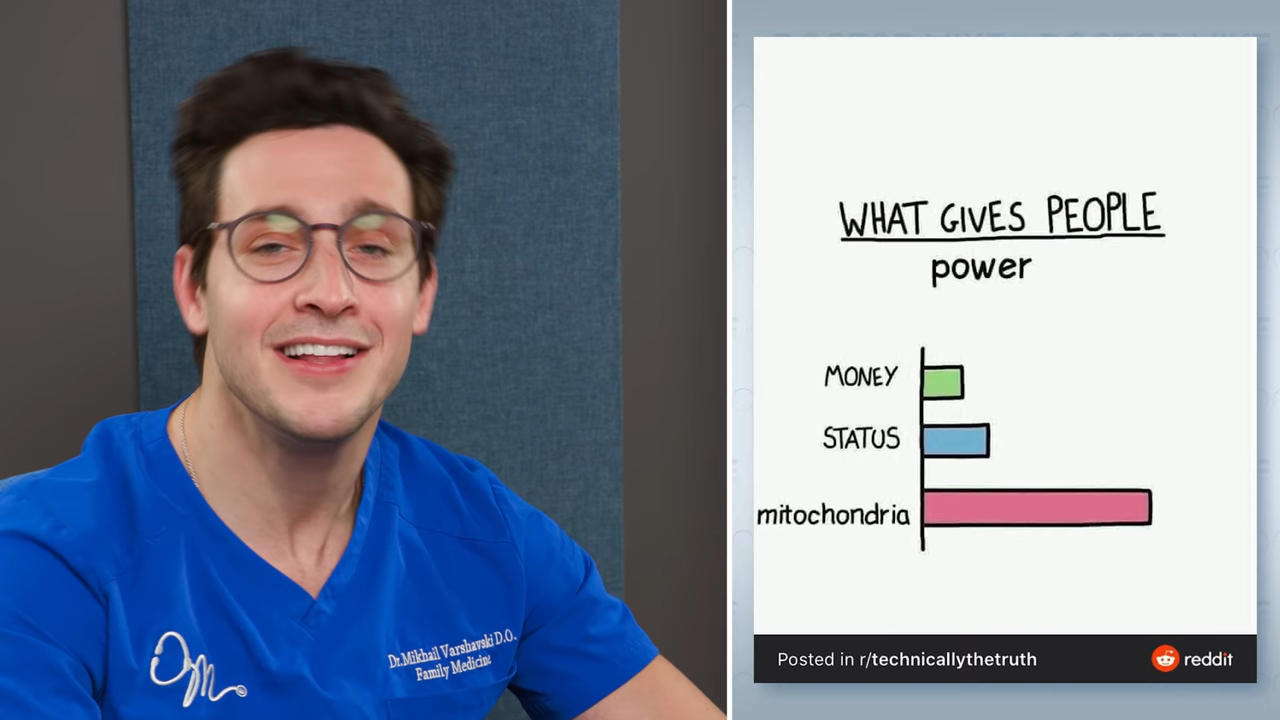 Dr.Mikhail Varshavski D.O.
Family Medicine
WHAT GIVES PEOPLE
power
MONEY
STATUS
mitochondria
Posted in r/technicallythetruth
reddit